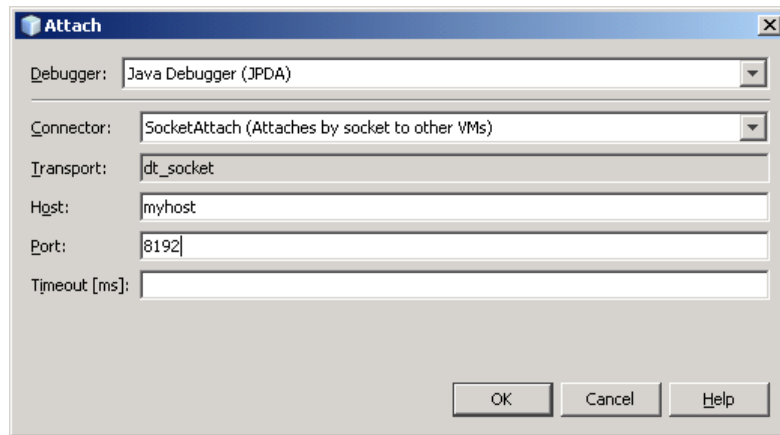 Attach
Debugger: Java Debugger (JPDA)
Connector: SocketAttach (Attaches by socket to other VMs)
Transport: dt_socket
Host: myhost
Port: 8192
Timeout [ms]:
OK Cancel Help